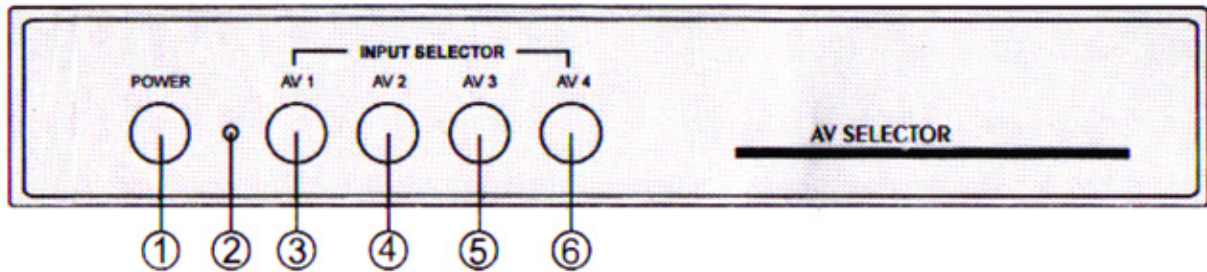 INPUT SELECTOR
POWER AV 1 AV 2 AV 3 AV 4
AV SELECTOR
1 2 3 4 5 6